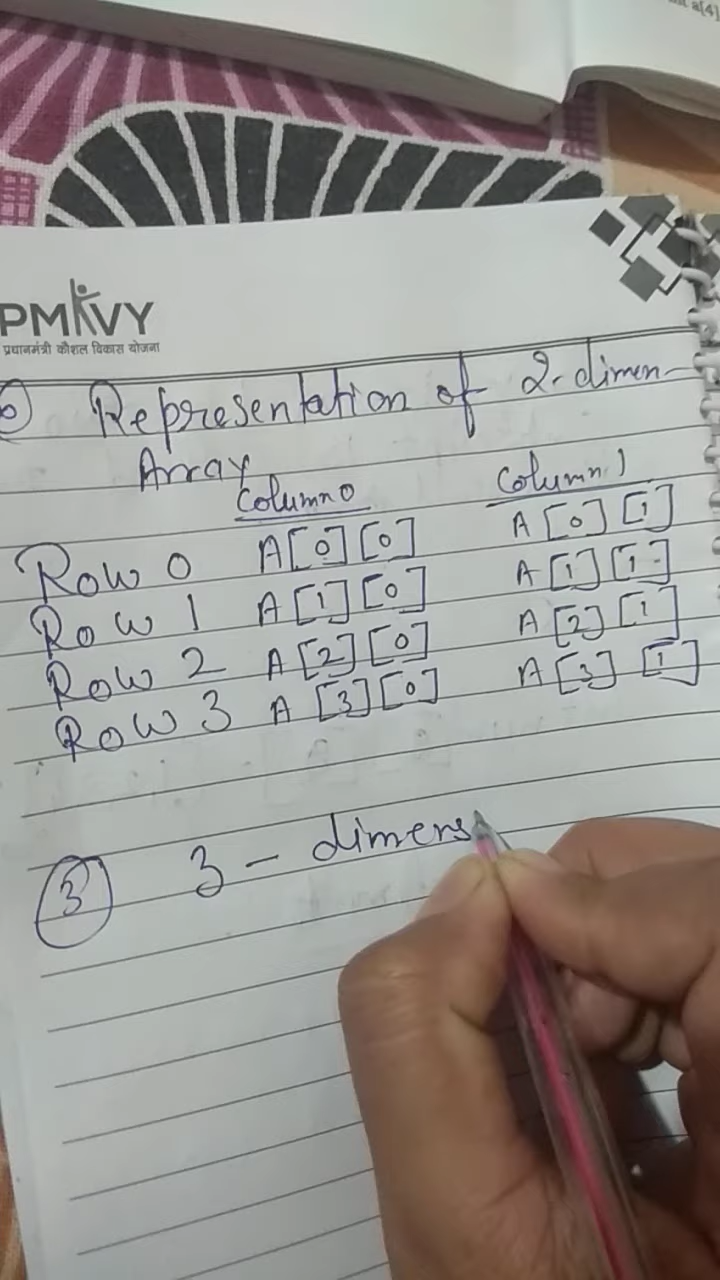 a[4]
PMKVY
प्रधानमंत्री कौशल विकास योजना
Representation of 2-dimen-
Array
Column 0 Column 1
Row 0 A[0][0] A[0][1]
Row 1 A[1][0] A[1][1]
Row 2 A[2][0] A[2][1]
Row 3 A[3][0] A[3][1]
③ 3-dimens